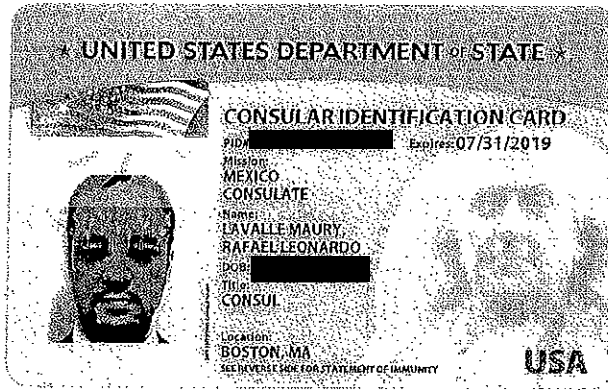 ★ UNITED STATES DEPARTMENT OF STATE ★
CONSULAR IDENTIFICATION CARD
PID#
Expires: 07/31/2019
Mission:
MEXICO
CONSULATE
Name:
LAVALLE MAURY,
RAFAEL LEONARDO
DOB:
Title:
CONSUL
Location:
BOSTON, MA
SEE REVERSE SIDE FOR STATEMENT OF IMMUNITY
USA